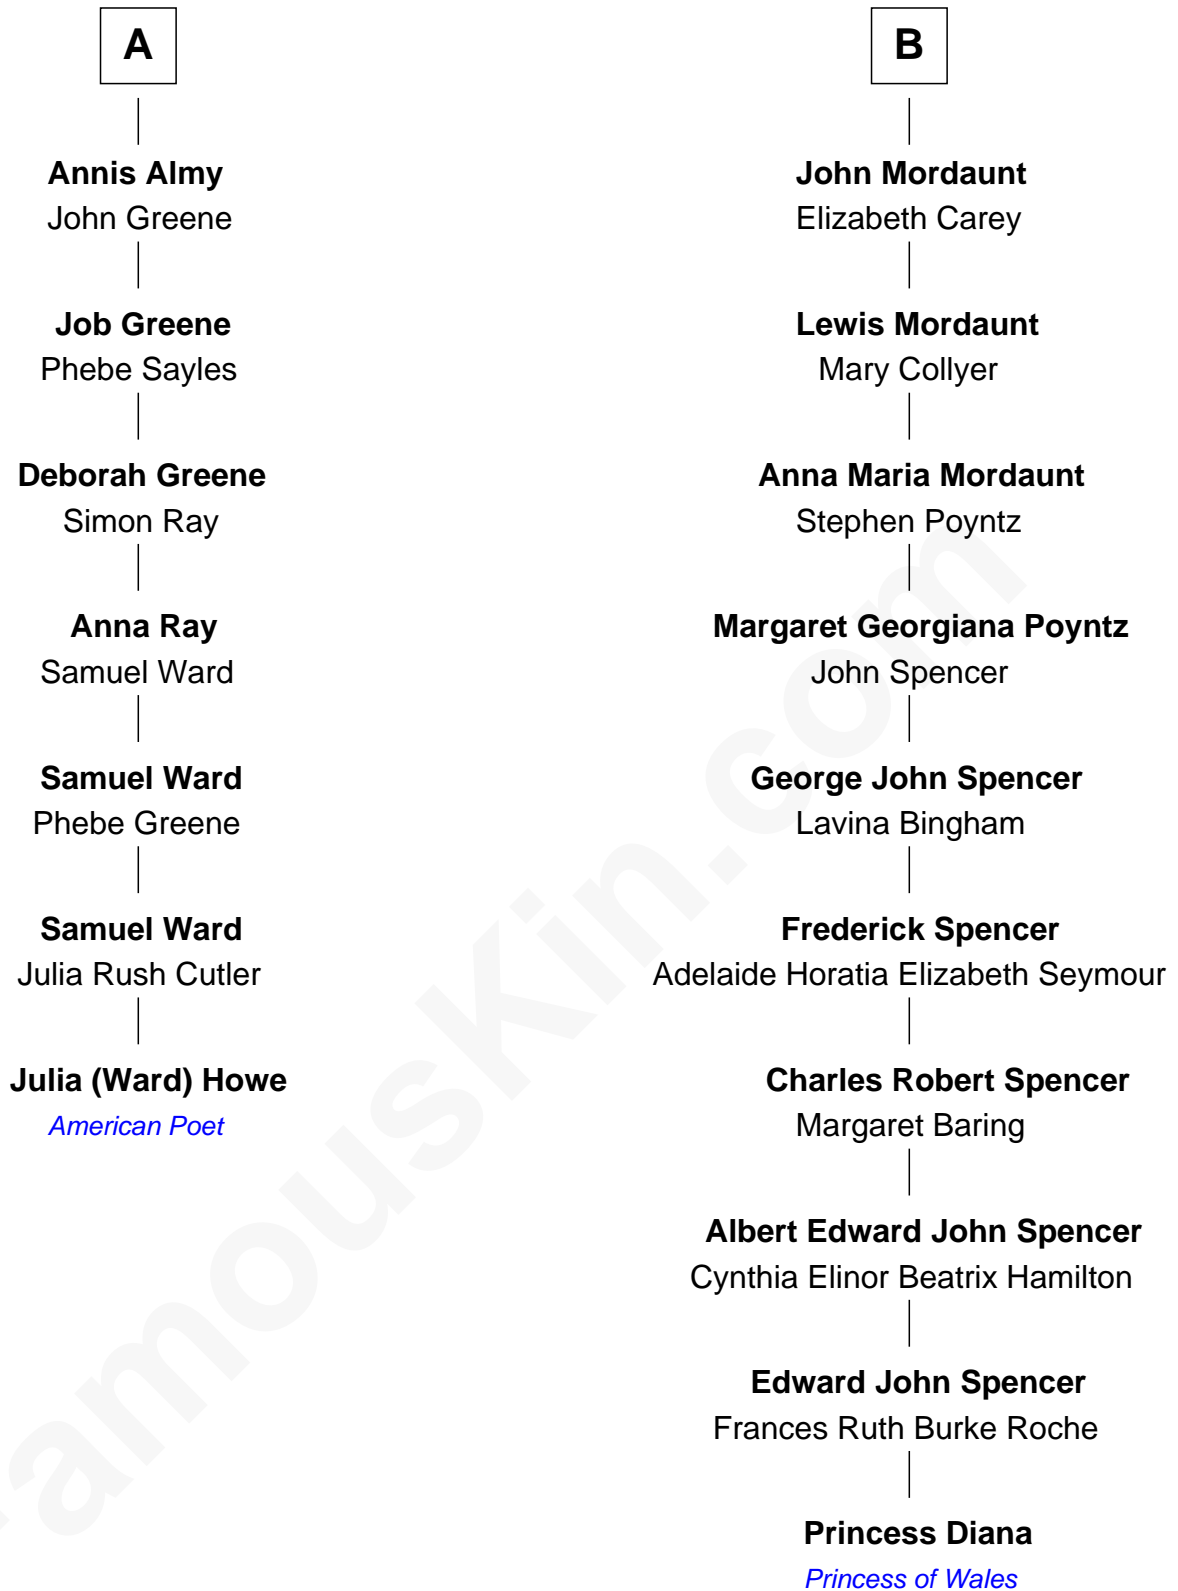 A
Annis Almy
John Greene
Job Greene
Phebe Sayles
Deborah Greene
Simon Ray
Anna Ray
Samuel Ward
Samuel Ward
Phebe Greene
Samuel Ward
Julia Rush Cutler
Julia (Ward) Howe
American Poet
B
John Mordaunt
Elizabeth Carey
Lewis Mordaunt
Mary Collyer
Anna Maria Mordaunt
Stephen Poyntz
Margaret Georgiana Poyntz
John Spencer
George John Spencer
Lavina Bingham
Frederick Spencer
Adelaide Horatia Elizabeth Seymour
Charles Robert Spencer
Margaret Baring
Albert Edward John Spencer
Cynthia Elinor Beatrix Hamilton
Edward John Spencer
Frances Ruth Burke Roche
Princess Diana
Princess of Wales
amousKin.com